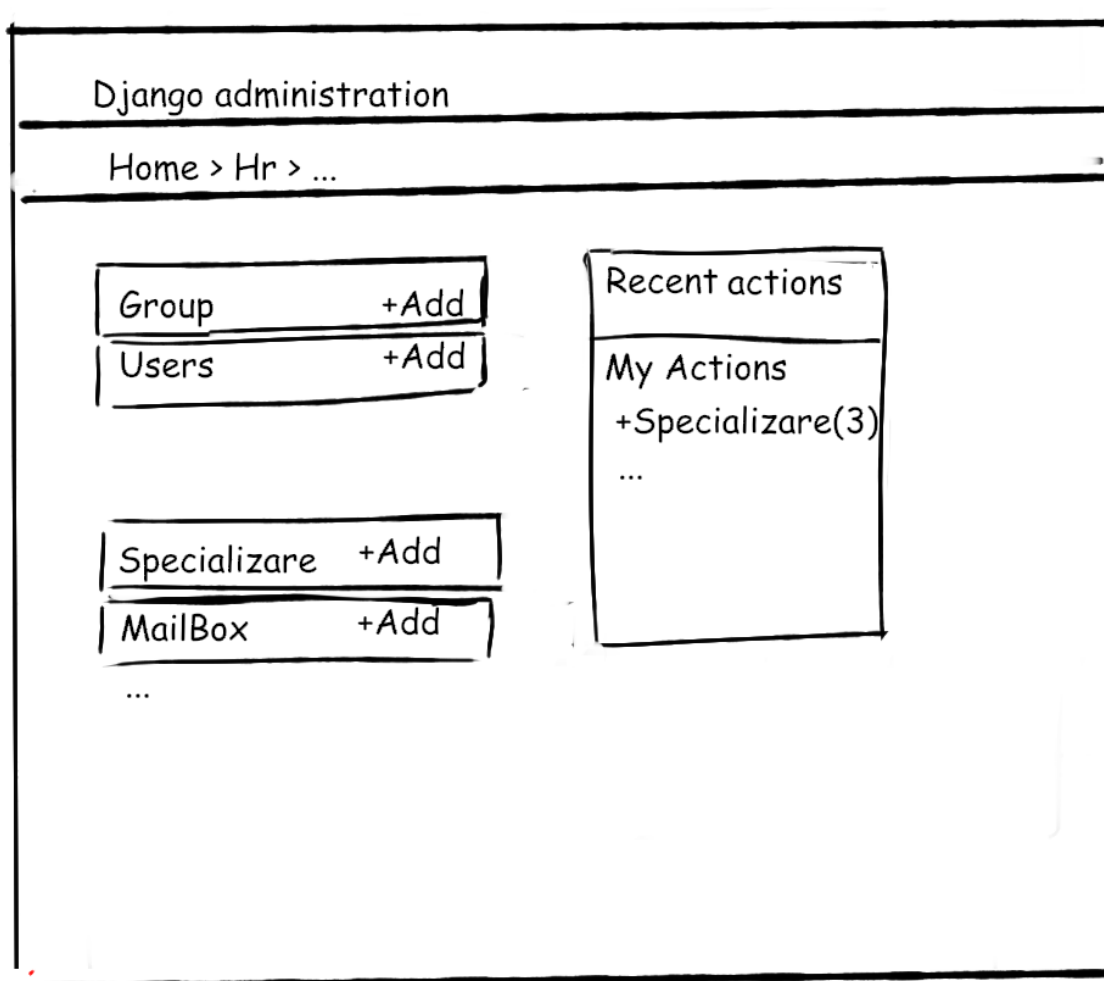 Django administration
Home > Hr > ...
Group +Add
Users +Add
Specializare +Add
MailBox +Add
...
Recent actions
My Actions
+Specializare(3)
...